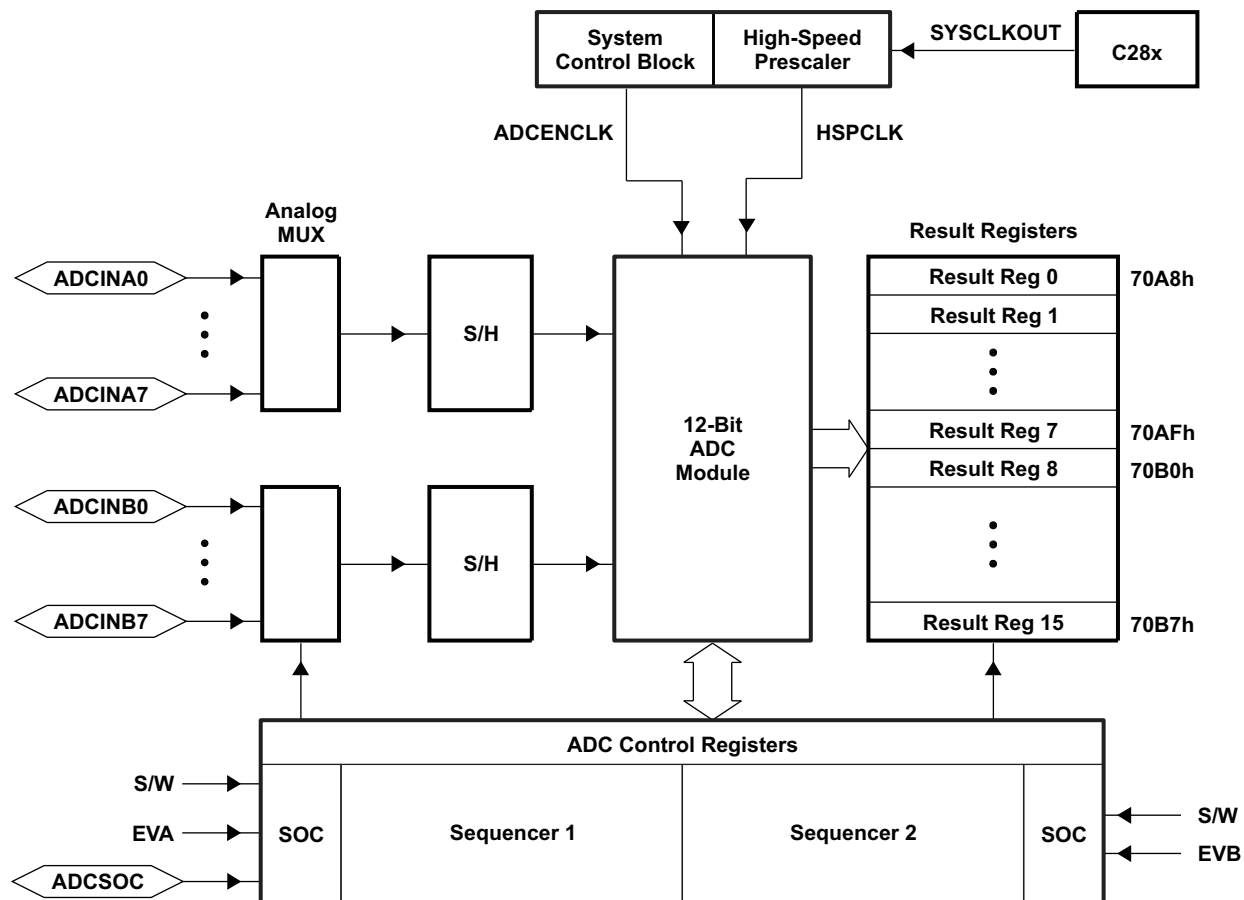 System
Control Block
High-Speed
Prescaler
SYSCLKOUT
C28x
ADCENCLK
HSPCLK
Analog
MUX
Result Registers
ADCINA0
ADCINA7
S/H
12-Bit
ADC
Module
Result Reg 0
70A8h
Result Reg 1
Result Reg 7
70AFh
Result Reg 8
70B0h
ADCINB0
ADCINB7
S/H
Result Reg 15
70B7h
ADC Control Registers
S/W
EVA
ADCSOC
SOC
Sequencer 1
Sequencer 2
SOC
S/W
EVB